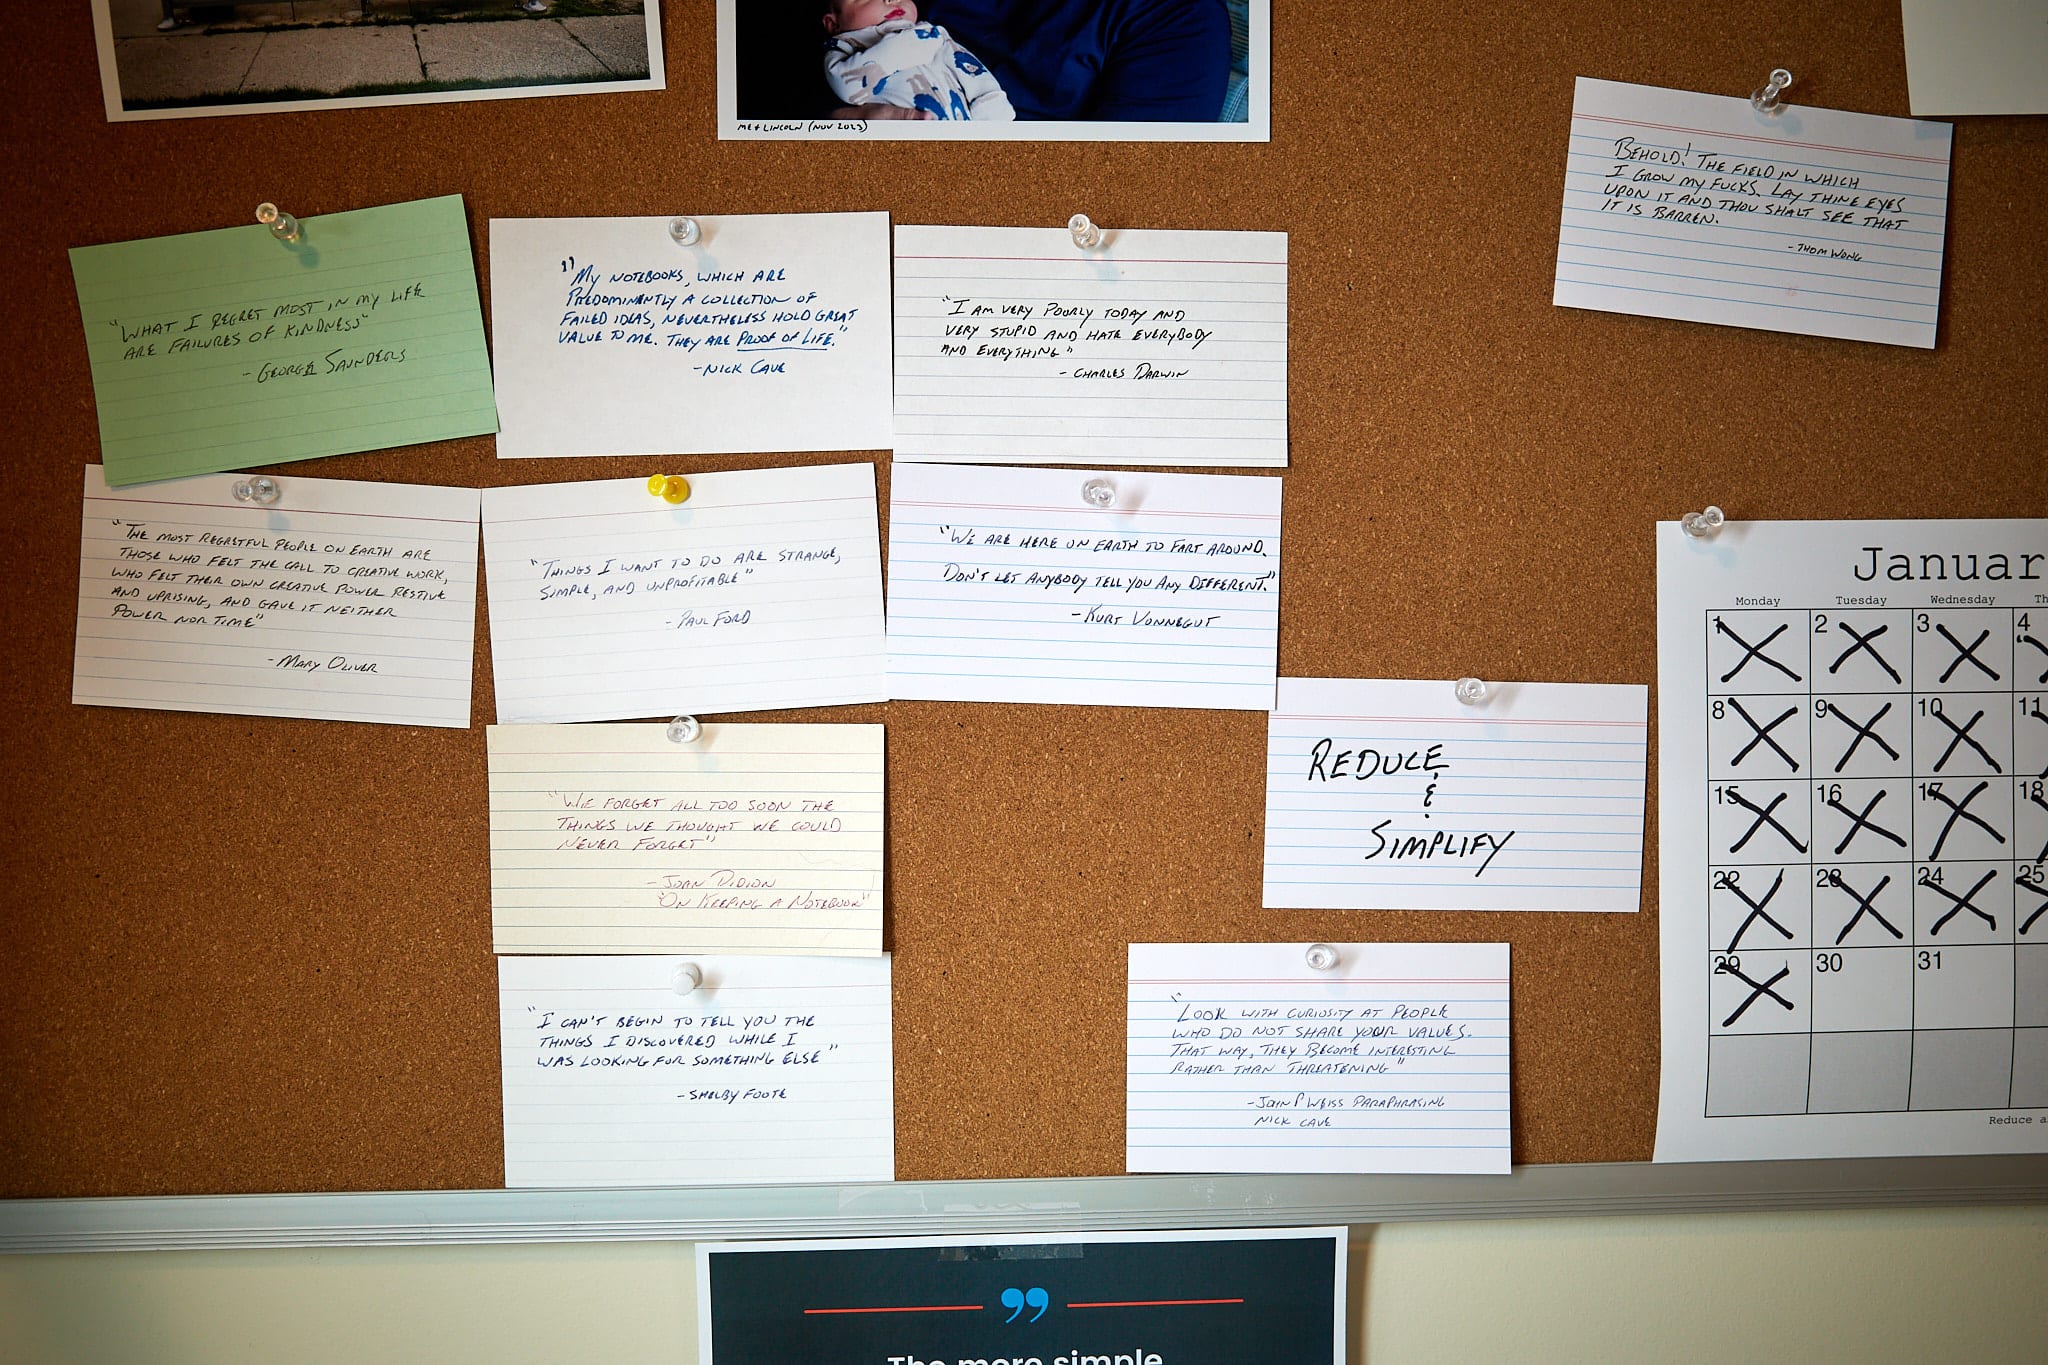 ME & LINCOLN (NOV 2023)
BEHOLD! THE FIELD IN WHICH
I GROW MY FUCKS. LAY THINE EYES
UPON IT AND THOU SHALT SEE THAT
IT IS BARREN.
- THOM WONG
"WHAT I REGRET MOST IN MY LIFE
ARE FAILURES OF KINDNESS"
- GEORGE SAUNDERS
"MY NOTEBOOKS, WHICH ARE
PREDOMINENTLY A COLLECTION OF
FAILED IDEAS, NEVERTHELESS HOLD GREAT
VALUE TO ME. THEY ARE PROOF OF LIFE."
- NICK CAVE
"I AM VERY POORLY TODAY AND
VERY STUPID AND HATE EVERYBODY
AND EVERYTHING"
- CHARLES DARWIN
"THE MOST REGRETFUL PEOPLE ON EARTH ARE
THOSE WHO FELT THE CALL TO CREATIVE WORK,
WHO FELT THEIR OWN CREATIVE POWER RESTIVE
AND UPRISING, AND GAVE IT NEITHER
POWER NOR TIME"
- MARY OLIVER
"THINGS I WANT TO DO ARE STRANGE,
SIMPLE, AND UNPROFITABLE"
- PAUL FORD
"WE ARE HERE ON EARTH TO FART AROUND.
DON'T LET ANYBODY TELL YOU ANY DIFFERENT."
- KURT VONNEGUT
"WE FORGET ALL TOO SOON THE
THINGS WE THOUGHT WE COULD
NEVER FORGET"
- JOAN DIDION
"ON KEEPING A NOTEBOOK"
REDUCE
&
SIMPLIFY
"I CAN'T BEGIN TO TELL YOU THE
THINGS I DISCOVERED WHILE I
WAS LOOKING FOR SOMETHING ELSE"
- SHELBY FOOTE
"LOOK WITH CURIOSITY AT PEOPLE
WHO DO NOT SHARE YOUR VALUES.
THAT WAY, THEY BECOME INTERESTING
RATHER THAN THREATENING"
- JOHN P WEISS PARAPHRASING
NICK CAVE
Januar
Monday Tuesday Wednesday Th
1 2 3 4
8 9 10 11
15 16 17 18
22 23 24 25
29 30 31
Reduce a
The more simple